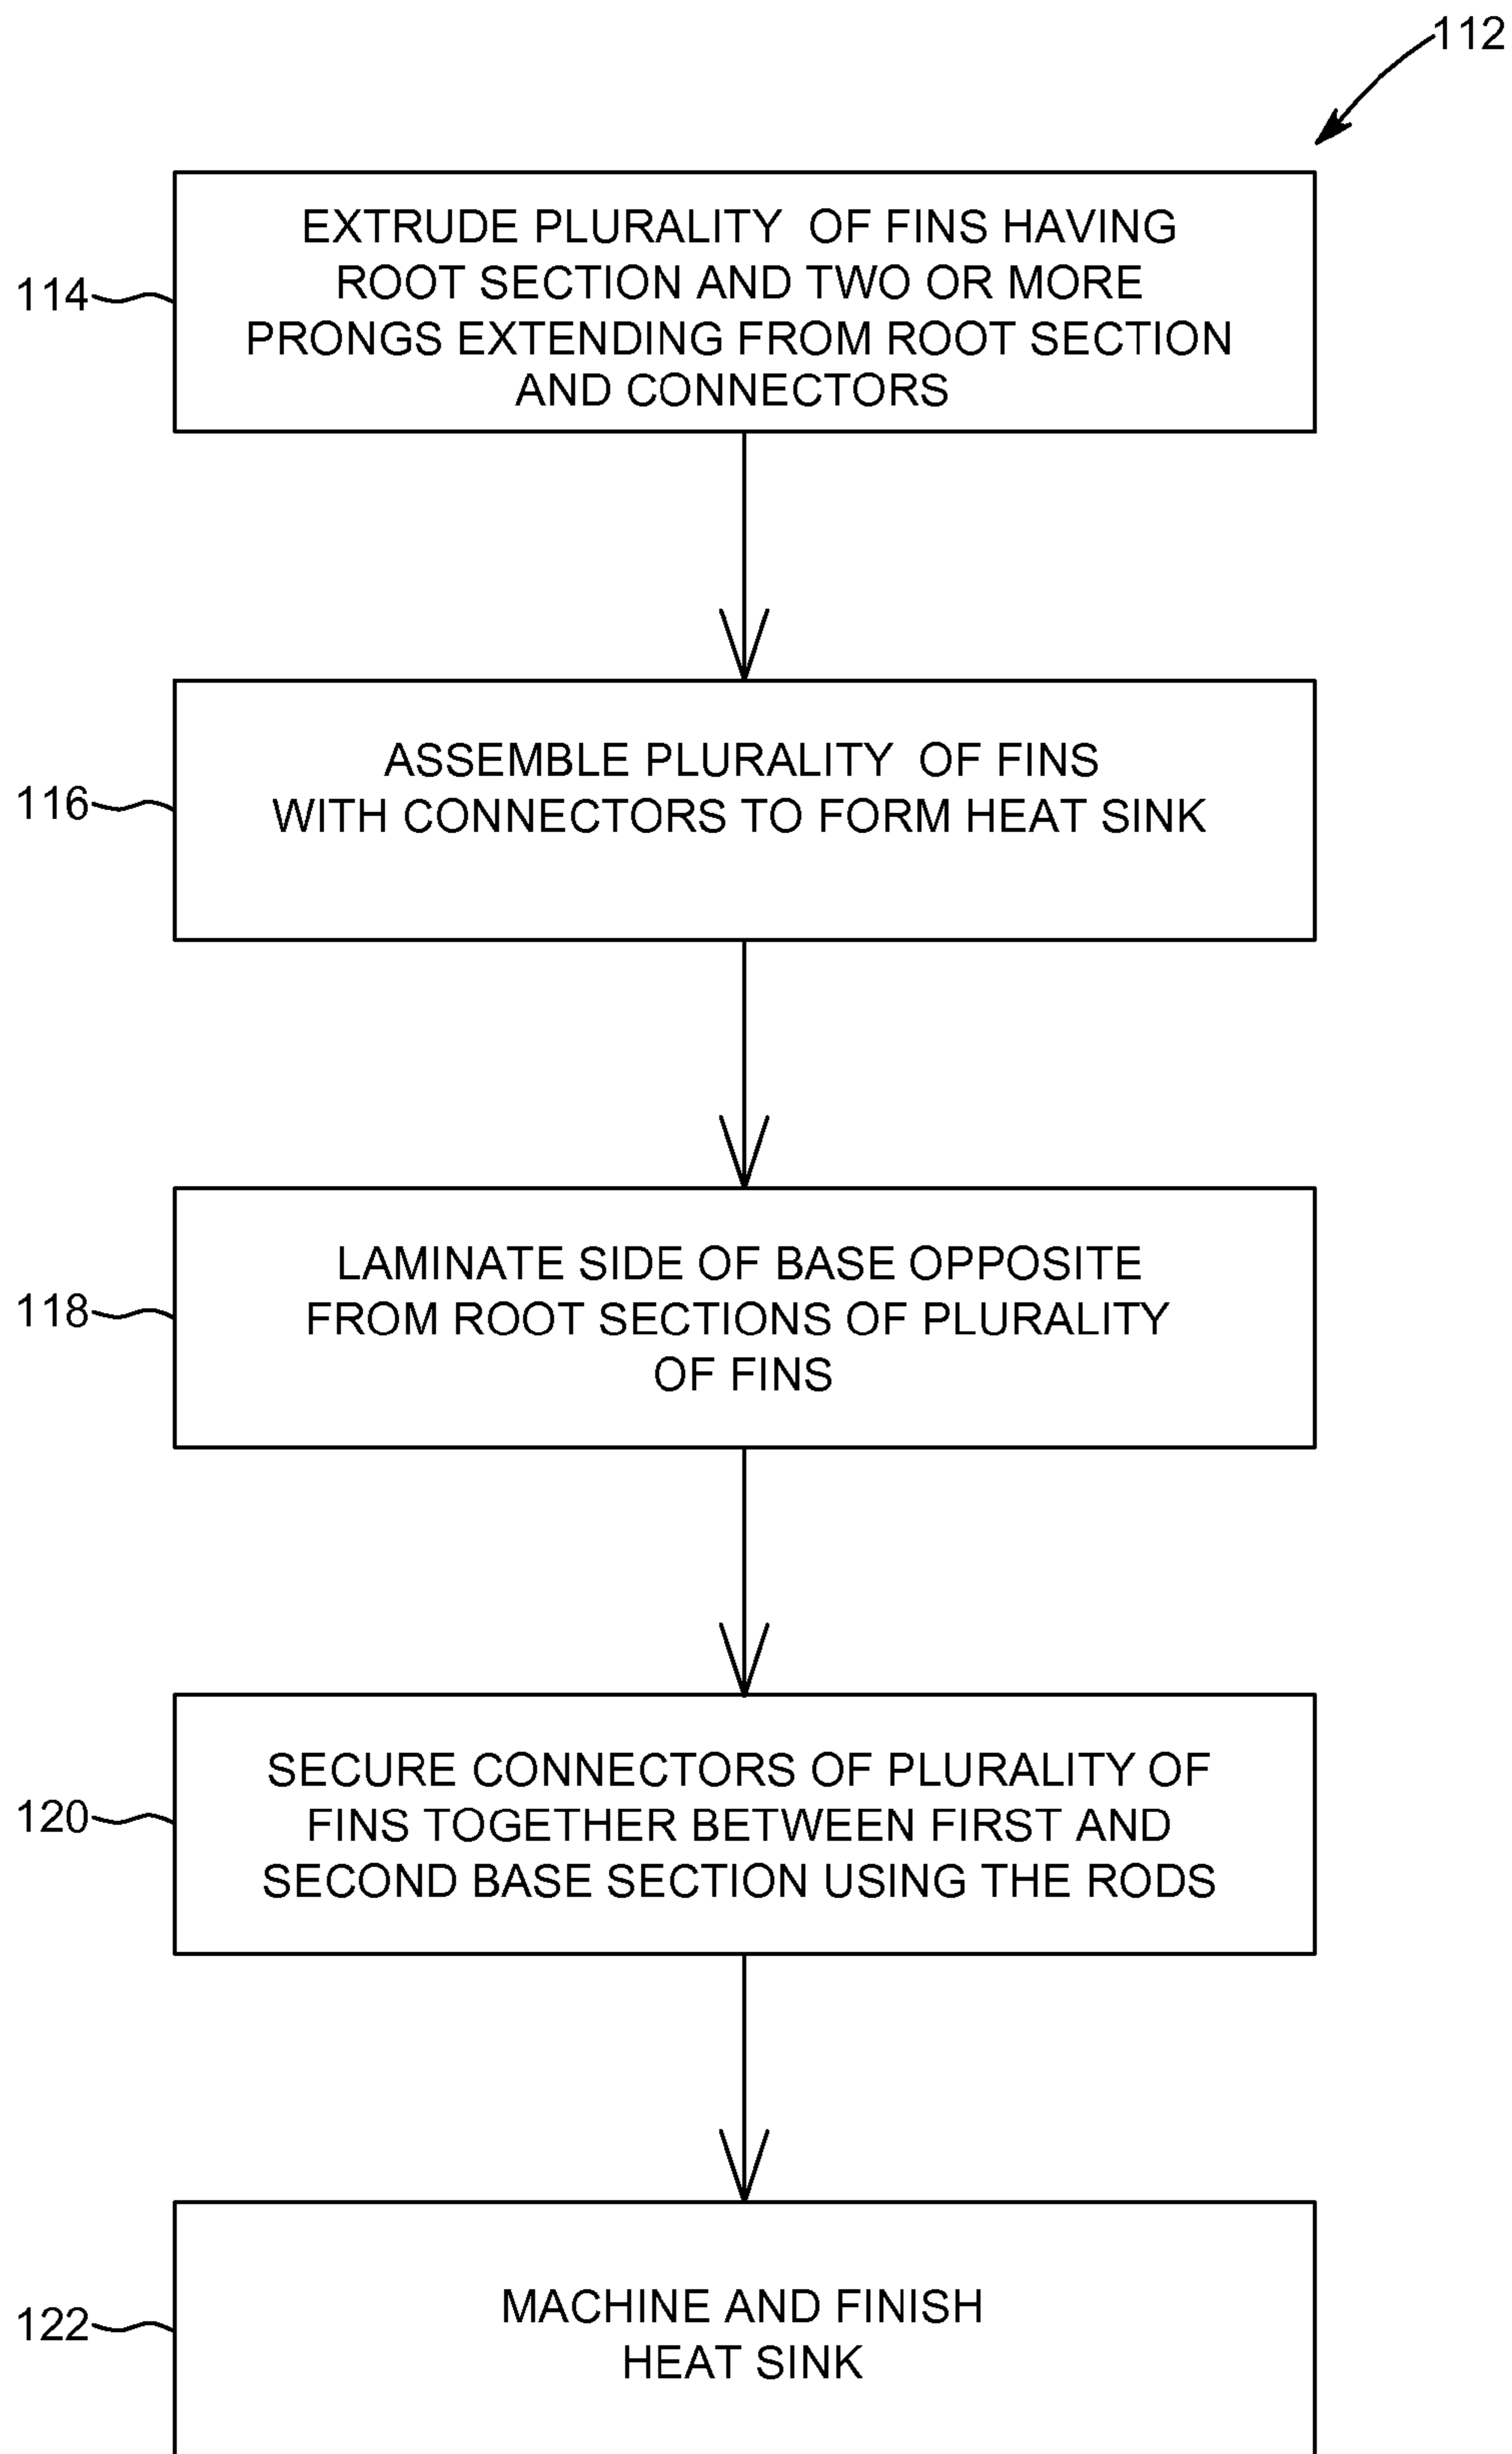 112
114
EXTRUDE PLURALITY OF FINS HAVING
ROOT SECTION AND TWO OR MORE
PRONGS EXTENDING FROM ROOT SECTION
AND CONNECTORS
116
ASSEMBLE PLURALITY OF FINS
WITH CONNECTORS TO FORM HEAT SINK
118
LAMINATE SIDE OF BASE OPPOSITE
FROM ROOT SECTIONS OF PLURALITY
OF FINS
120
SECURE CONNECTORS OF PLURALITY OF
FINS TOGETHER BETWEEN FIRST AND
SECOND BASE SECTION USING THE RODS
122
MACHINE AND FINISH
HEAT SINK